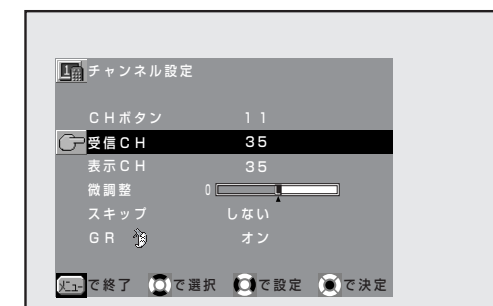 チャンネル設定
CHボタン 11
受信CH 35
表示CH 35
微調整 0
スキップ しない
GR オン
メニューで終了 で選択 で設定 で決定